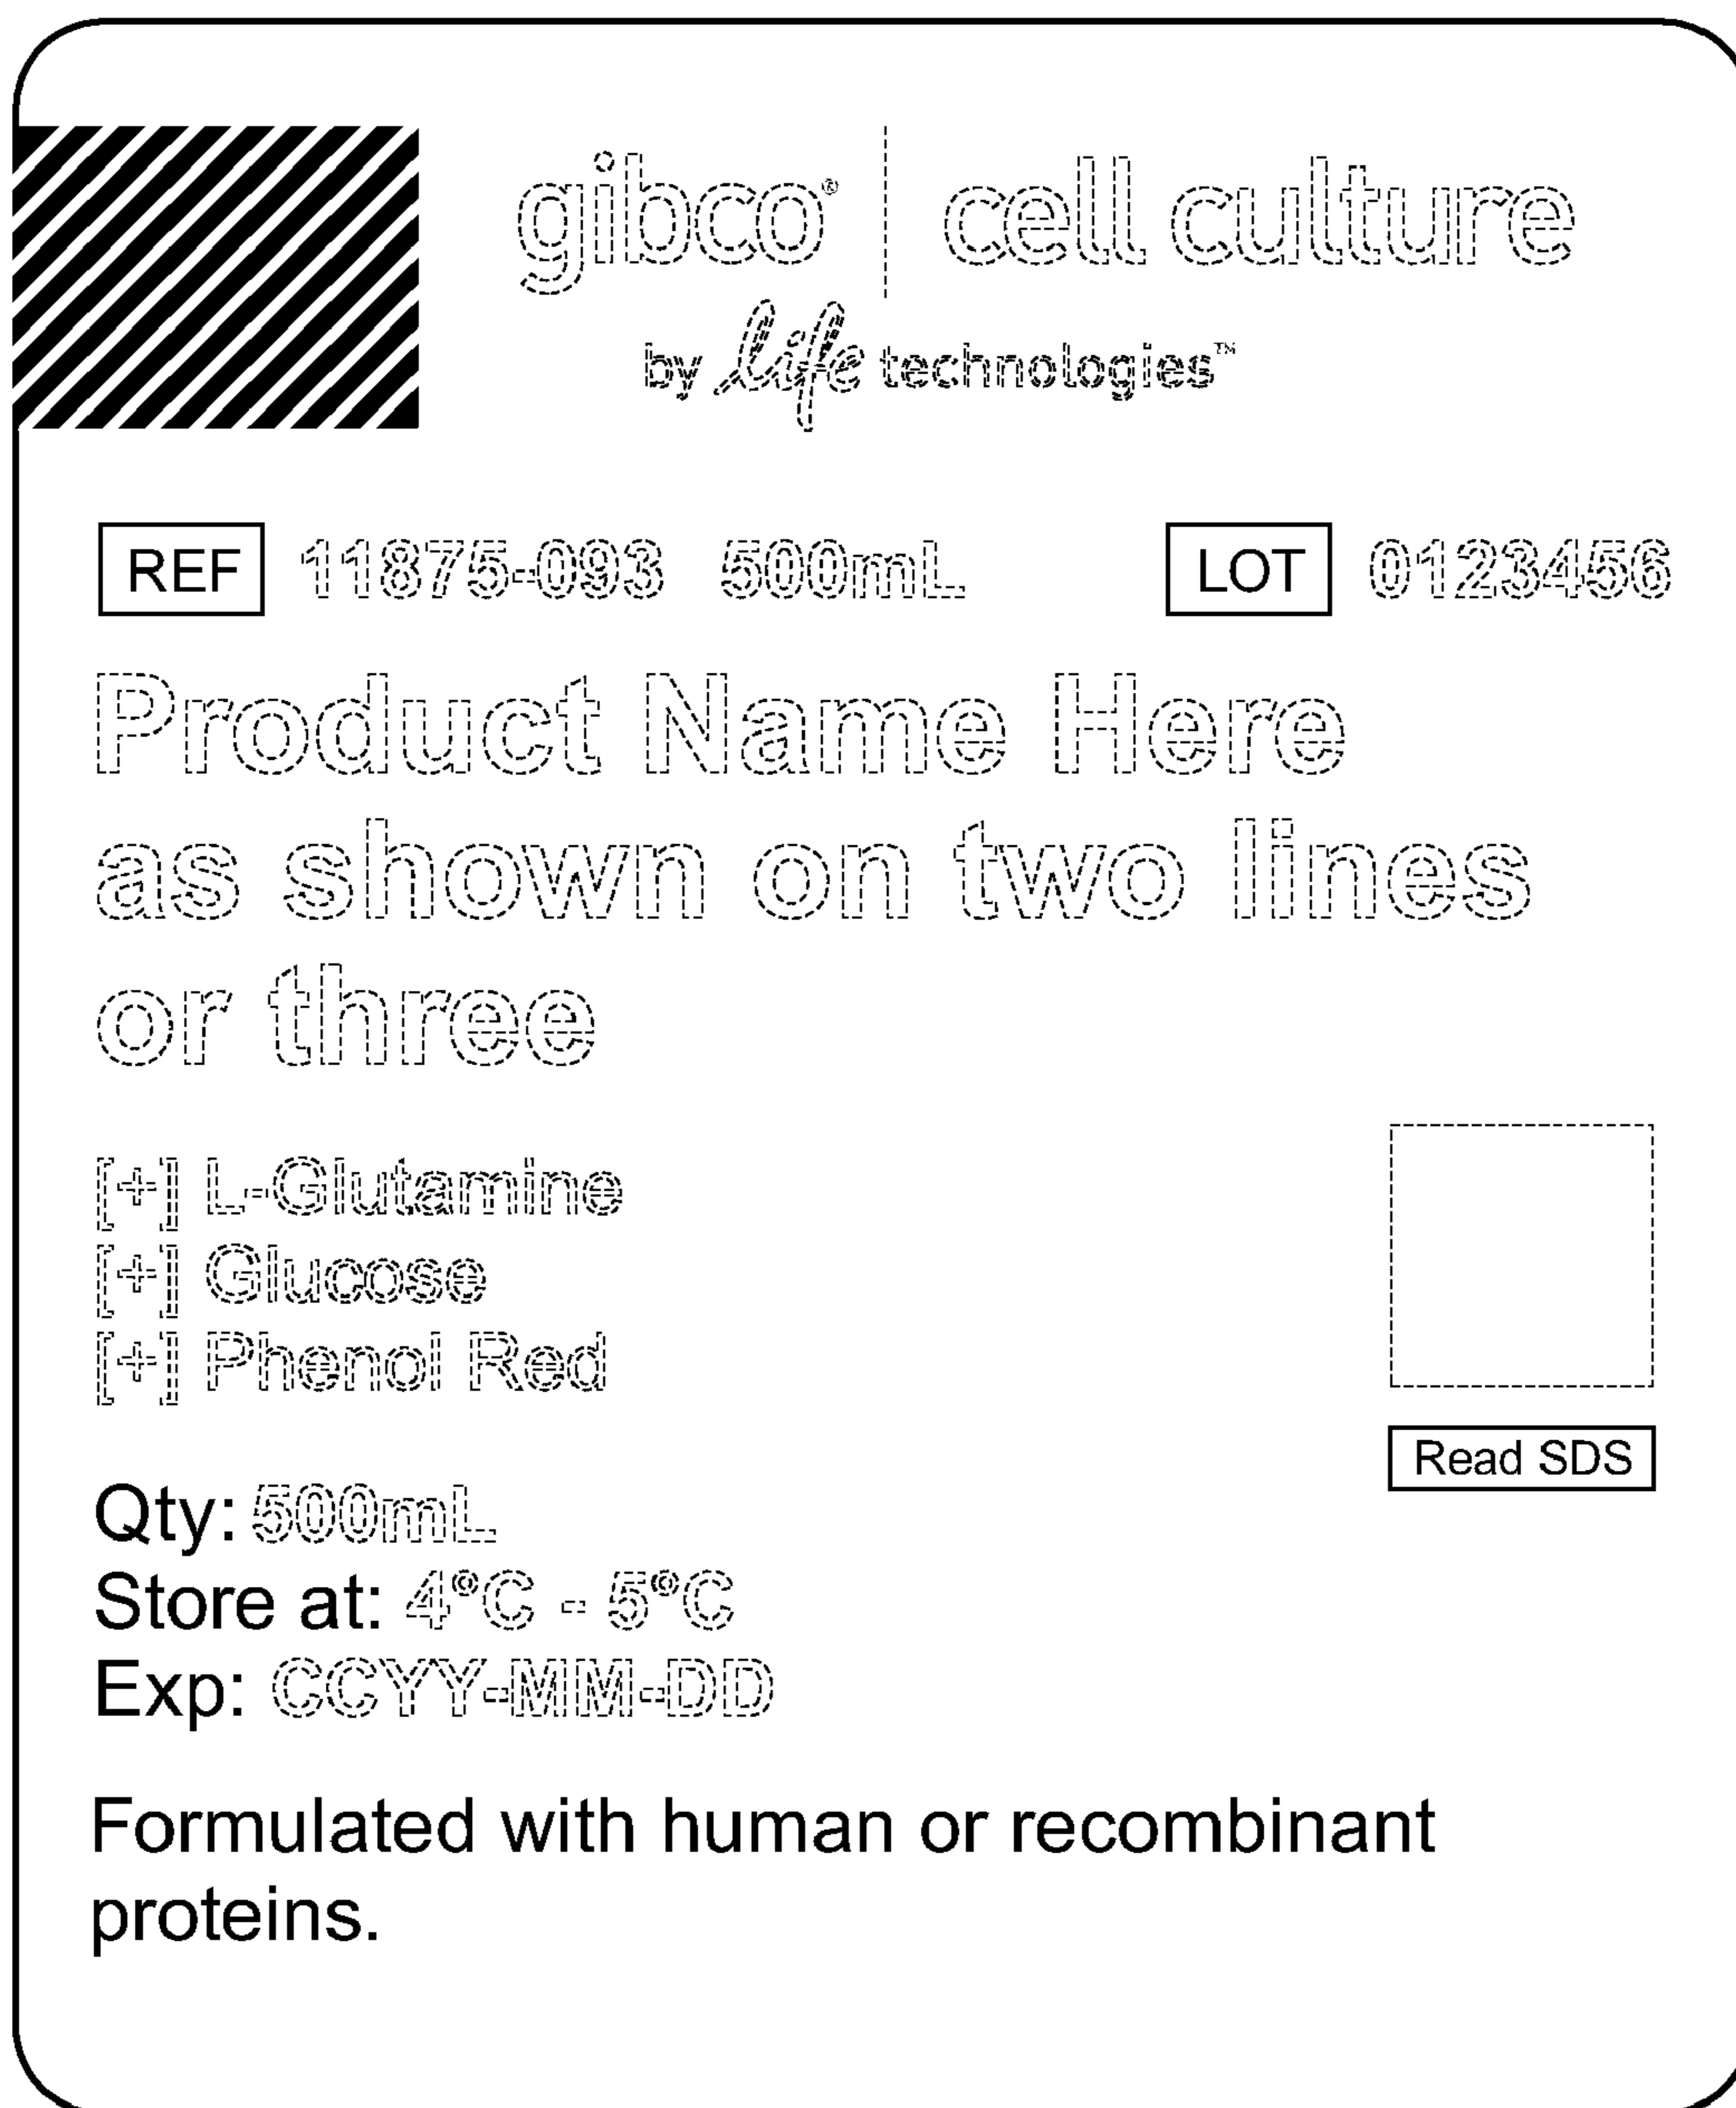 gibco® | cell culture
by life technologies™
REF 11875-093 500mL LOT 0123456
Product Name Here
as shown on two lines
or three
[+] L-Glutamine
[+] Glucose
[+] Phenol Red
Read SDS
Qty: 500mL
Store at: 4°C - 5°C
Exp: CCYY-MM-DD
Formulated with human or recombinant
proteins.